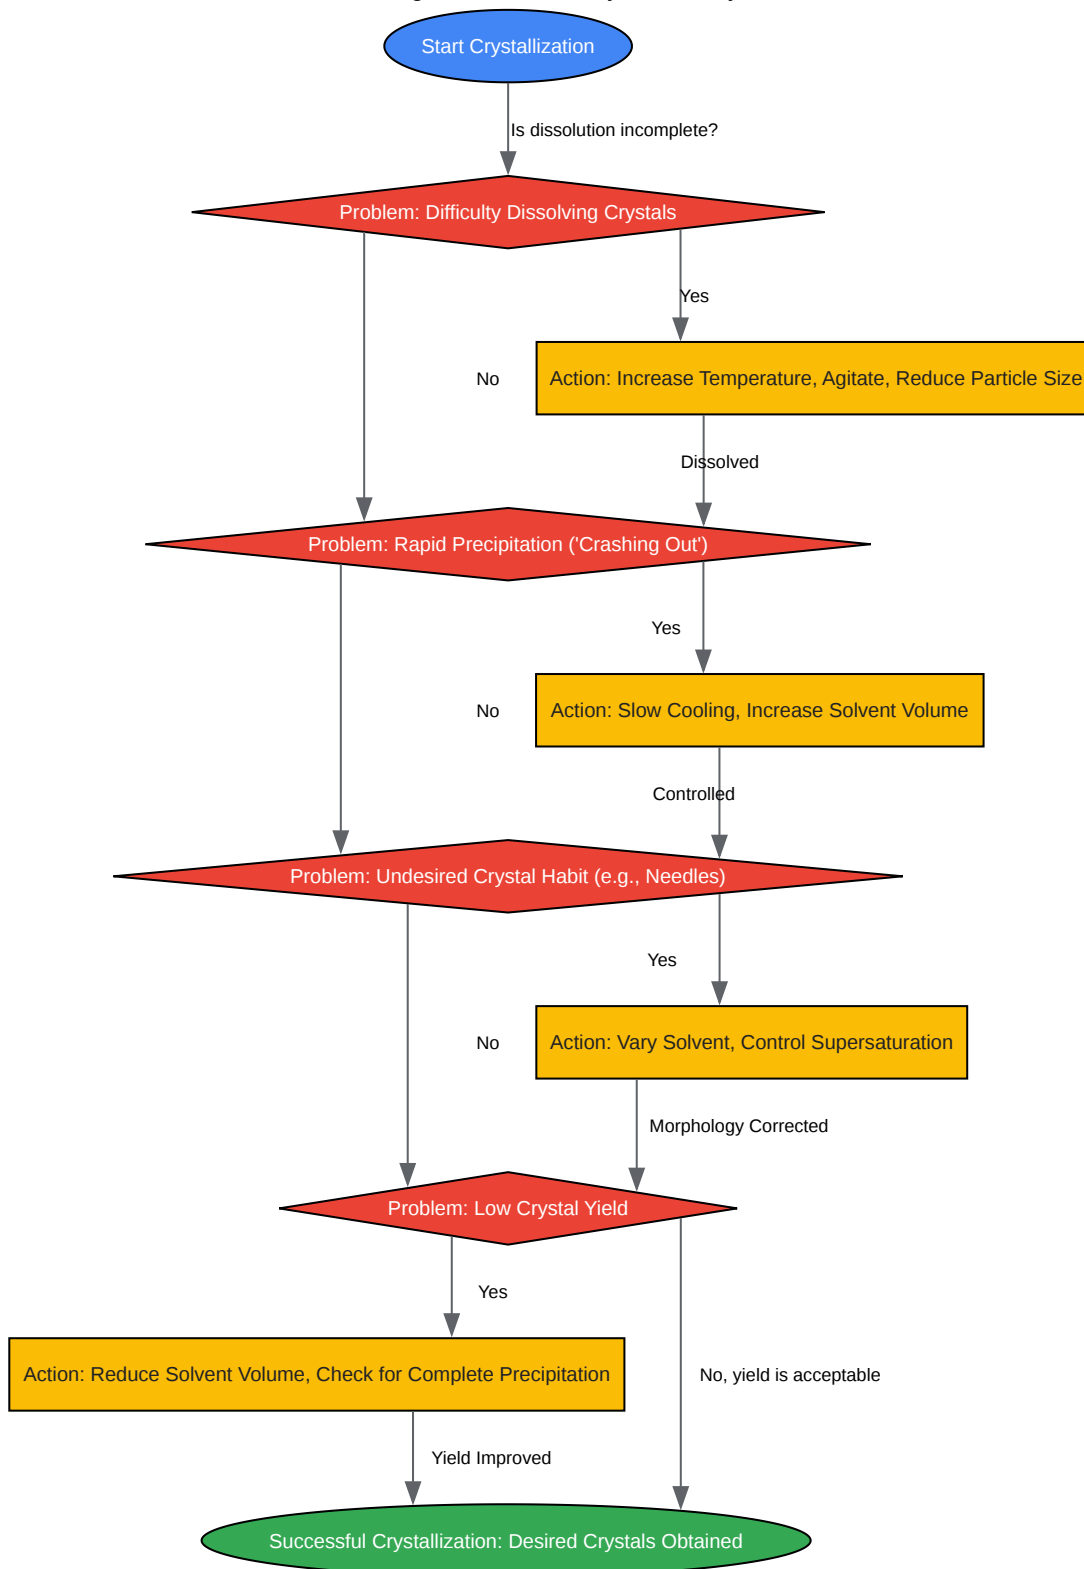 Start Crystallization
Is dissolution incomplete?
Problem: Difficulty Dissolving Crystals
Yes
No
Action: Increase Temperature, Agitate, Reduce Particle Size
Dissolved
Problem: Rapid Precipitation ('Crashing Out')
Yes
No
Action: Slow Cooling, Increase Solvent Volume
Controlled
Problem: Undesired Crystal Habit (e.g., Needles)
Yes
No
Action: Vary Solvent, Control Supersaturation
Morphology Corrected
Problem: Low Crystal Yield
Yes
Action: Reduce Solvent Volume, Check for Complete Precipitation
No, yield is acceptable
Yield Improved
Successful Crystallization: Desired Crystals Obtained